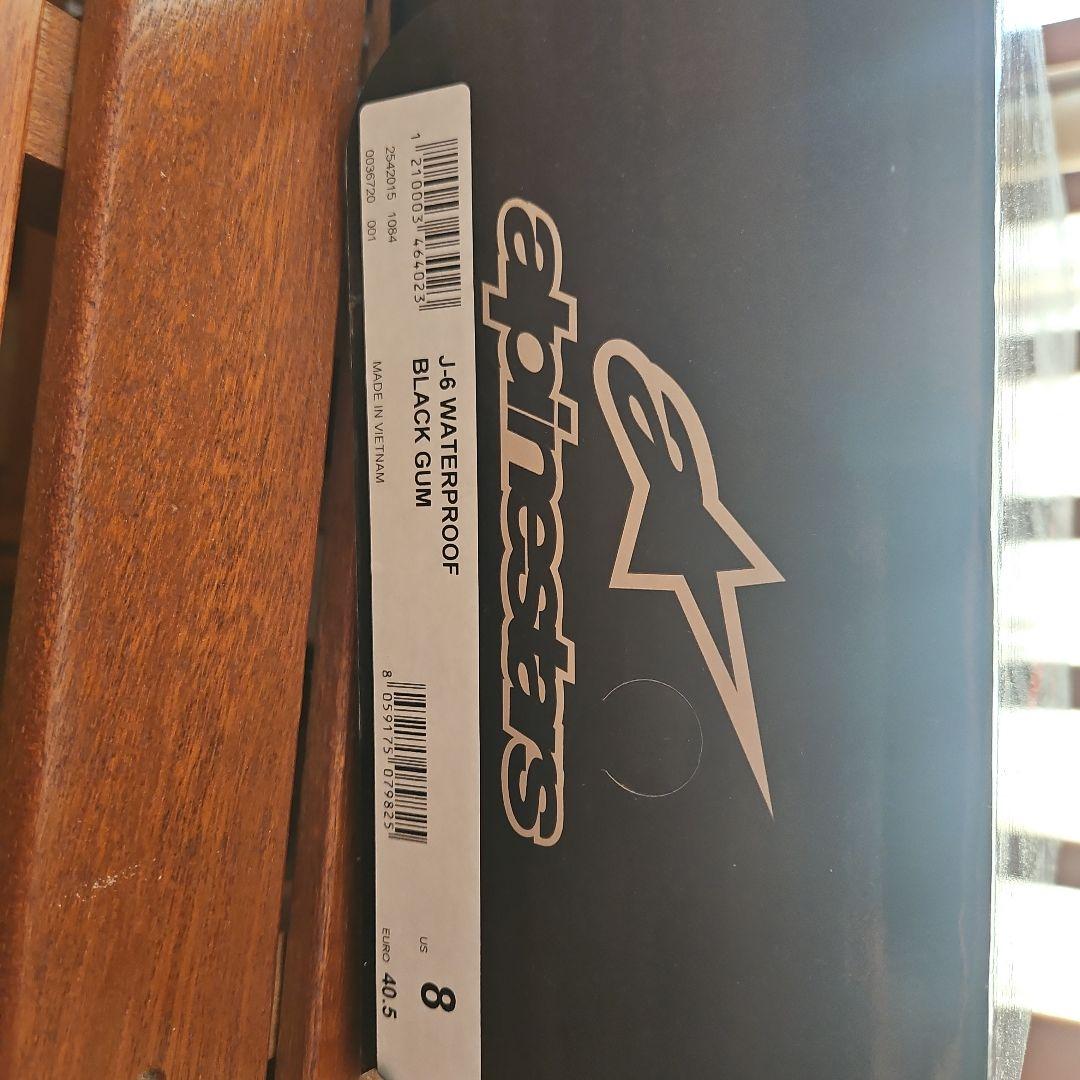 alpinestars
1 210003 464023
2542015 1084
0036720 001
J-6 WATERPROOF
BLACK GUM
MADE IN VIETNAM
8 059175 079825
US 8
EURO 40.5